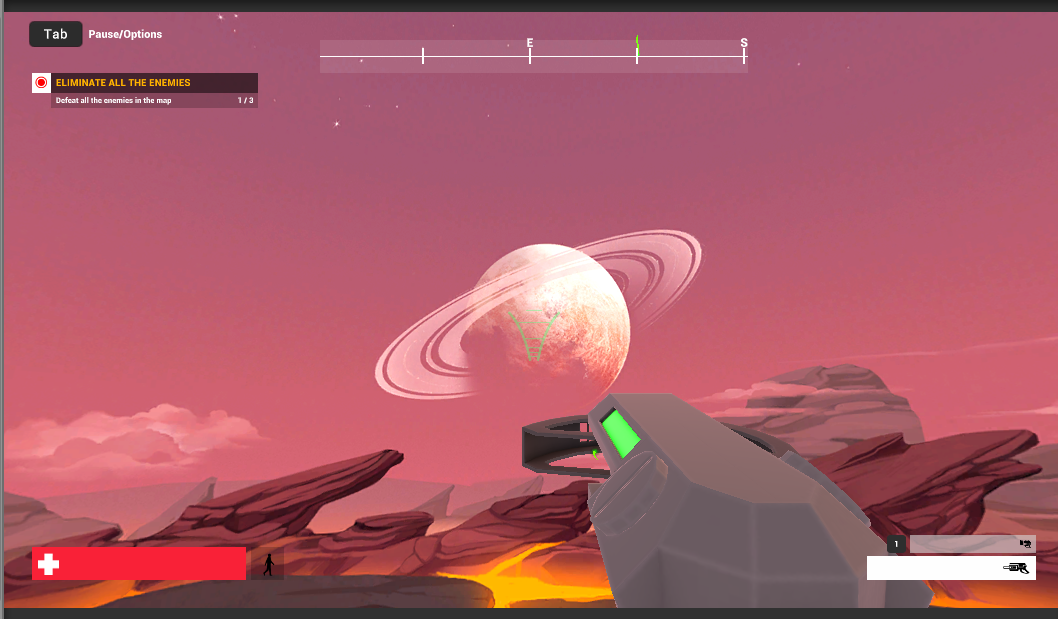 Tab Pause/Options
E
S
ELIMINATE ALL THE ENEMIES
Defeat all the enemies in the map 1 / 3
1